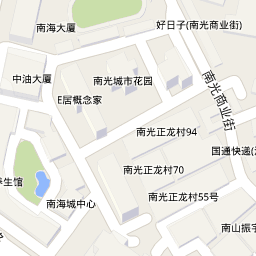 南海大厦
好日子(南光商业街)
中油大厦
南光城市花园
E居概念家
南光商业街
南光正龙村94
国通快递(
南光正龙村70
生馆
南光正龙村55号
南海城中心
南山振宇